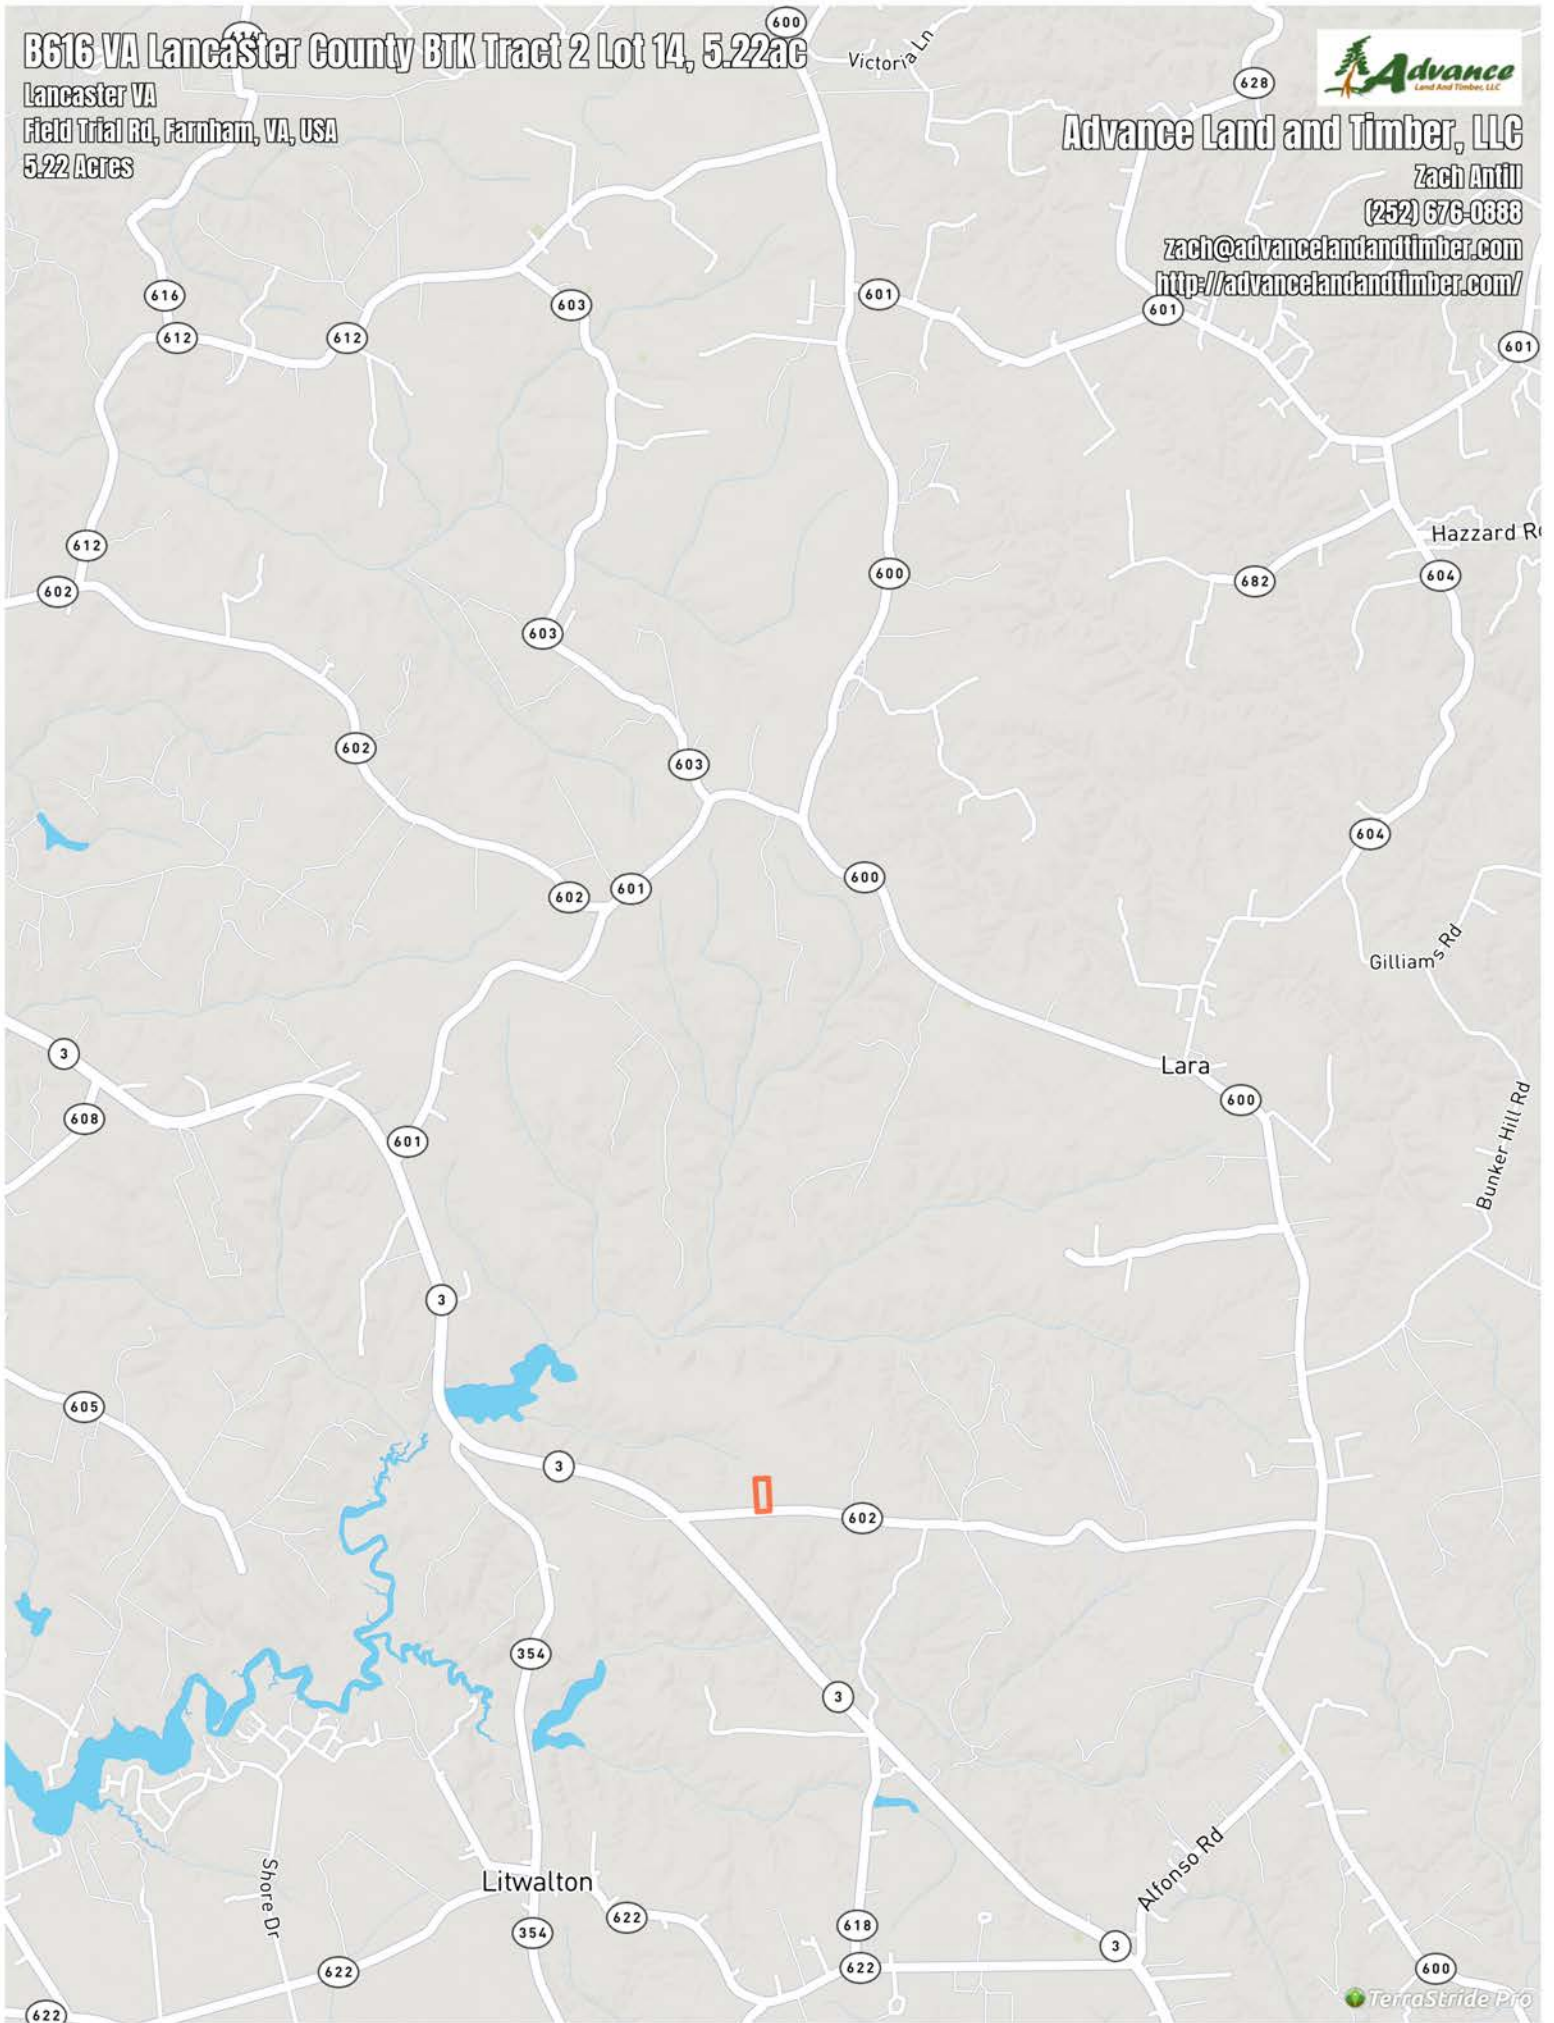 B616 VA Lancaster County BTK Tract 2 Lot 14, 5.22ac
Lancaster VA
Field Trial Rd, Farnham, VA, USA
5.22 Acres
Advance
Land And Timber, LLC
Advance Land and Timber, LLC
Zach Antill
(252) 676-0888
zach@advancelandandtimber.com
http://advancelandandtimber.com/
600
Victoria Ln
628
616
603
601
601
612
612
601
Hazzard R
612
600
604
682
602
603
602
603
604
600
601
602
Gilliams Rd
3
Lara
600
608
601
Bunker Hill Rd
3
605
3
602
354
3
Alfonso Rd
Shore Dr
Litwalton
622
618
354
3
622
622
600
622
TerraStride Pro